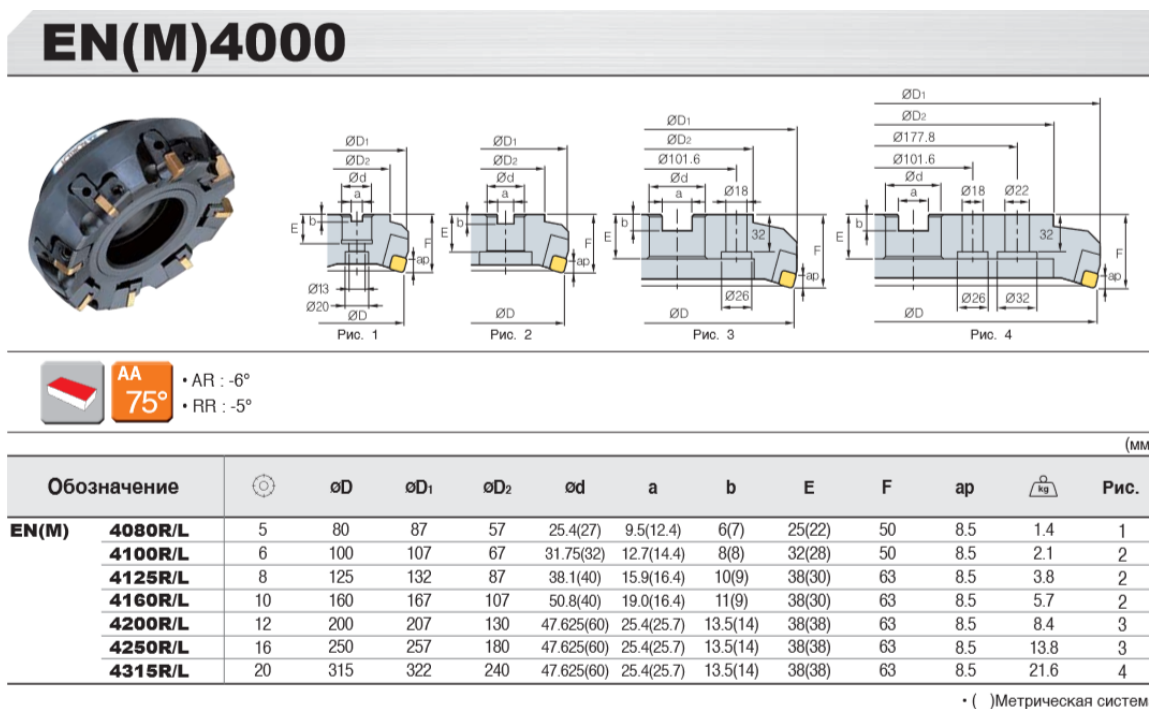 EN(M)4000
ØD1
ØD2
Ød
a
b
E
F
ap
Ø13
Ø20
ØD
Рис. 1
ØD1
ØD2
Ød
a
b
E
F
ap
ØD
Рис. 2
ØD1
ØD2
Ø101.6
Ød
a
Ø18
b
E
32
F
ap
Ø26
ØD
Рис. 3
ØD1
ØD2
Ø177.8
Ø101.6
Ød
a
Ø18
Ø22
b
E
32
F
ap
Ø26
Ø32
ØD
Рис. 4
AA
75°
• AR : -6°
• RR : -5°
(мм
Обозначение øD øD1 øD2 ød a b E F ap kg Рис.
EN(M) 4080R/L 5 80 87 57 25.4(27) 9.5(12.4) 6(7) 25(22) 50 8.5 1.4 1
4100R/L 6 100 107 67 31.75(32) 12.7(14.4) 8(8) 32(28) 50 8.5 2.1 2
4125R/L 8 125 132 87 38.1(40) 15.9(16.4) 10(9) 38(30) 63 8.5 3.8 2
4160R/L 10 160 167 107 50.8(40) 19.0(16.4) 11(9) 38(30) 63 8.5 5.7 2
4200R/L 12 200 207 130 47.625(60) 25.4(25.7) 13.5(14) 38(38) 63 8.5 8.4 3
4250R/L 16 250 257 180 47.625(60) 25.4(25.7) 13.5(14) 38(38) 63 8.5 13.8 3
4315R/L 20 315 322 240 47.625(60) 25.4(25.7) 13.5(14) 38(38) 63 8.5 21.6 4
• ( )Метрическая систем